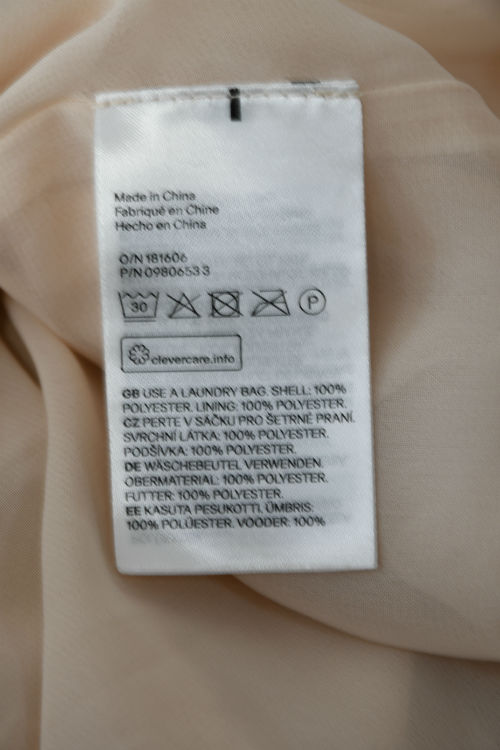 Made in China
Fabriqué en Chine
Hecho en China
O/N 181606
P/N 0980653 3
30
P
clevercare.info
GB USE A LAUNDRY BAG. SHELL: 100%
POLYESTER. LINING: 100% POLYESTER.
CZ PERTE V SÁČKU PRO ŠETRNÉ PRANÍ.
SVRCHNÍ LÁTKA: 100% POLYESTER.
PODŠÍVKA: 100% POLYESTER.
DE WÄSCHEBEUTEL VERWENDEN.
OBERMATERIAL: 100% POLYESTER.
FUTTER: 100% POLYESTER.
EE KASUTA PESUKOTTI. ÜMBRIS:
100% POLÜESTER. VOODER: 100%